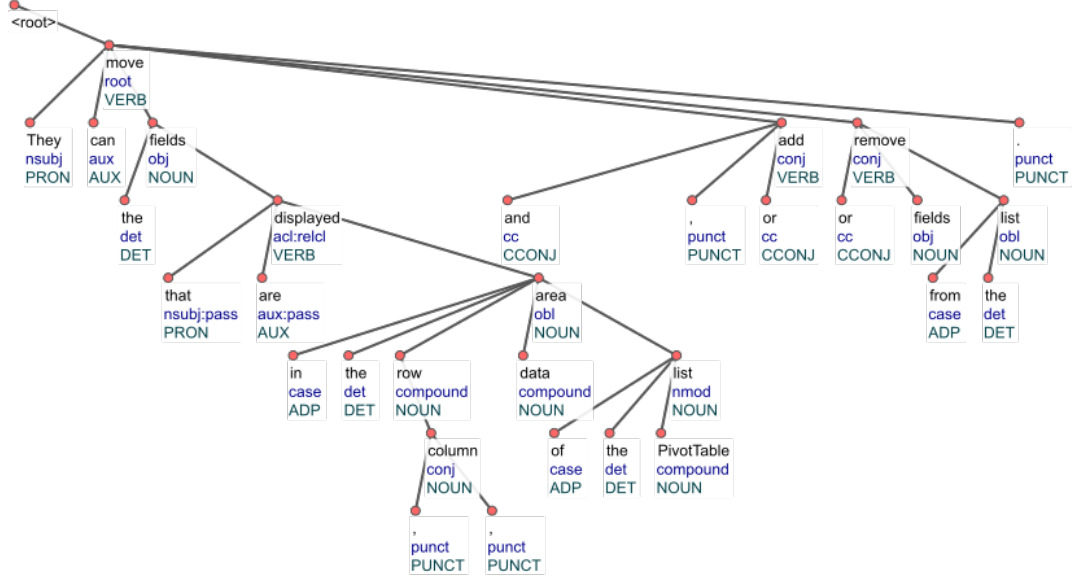 <root>
move
root
VERB
They can fields add remove .
nsubj aux obj conj conj punct
PRON AUX NOUN VERB VERB PUNCT
the displayed and , or or fields list
det acl:relcl cc punct cc cc obj obl
DET VERB CCONJ PUNCT CCONJ CCONJ NOUN NOUN
that are area from the
nsubj:pass aux:pass obl case det
PRON AUX NOUN ADP DET
in the row data list
case det compound compound nmod
ADP DET NOUN NOUN NOUN
column of the PivotTable
conj case det compound
NOUN ADP DET NOUN
, ,
punct punct
PUNCT PUNCT